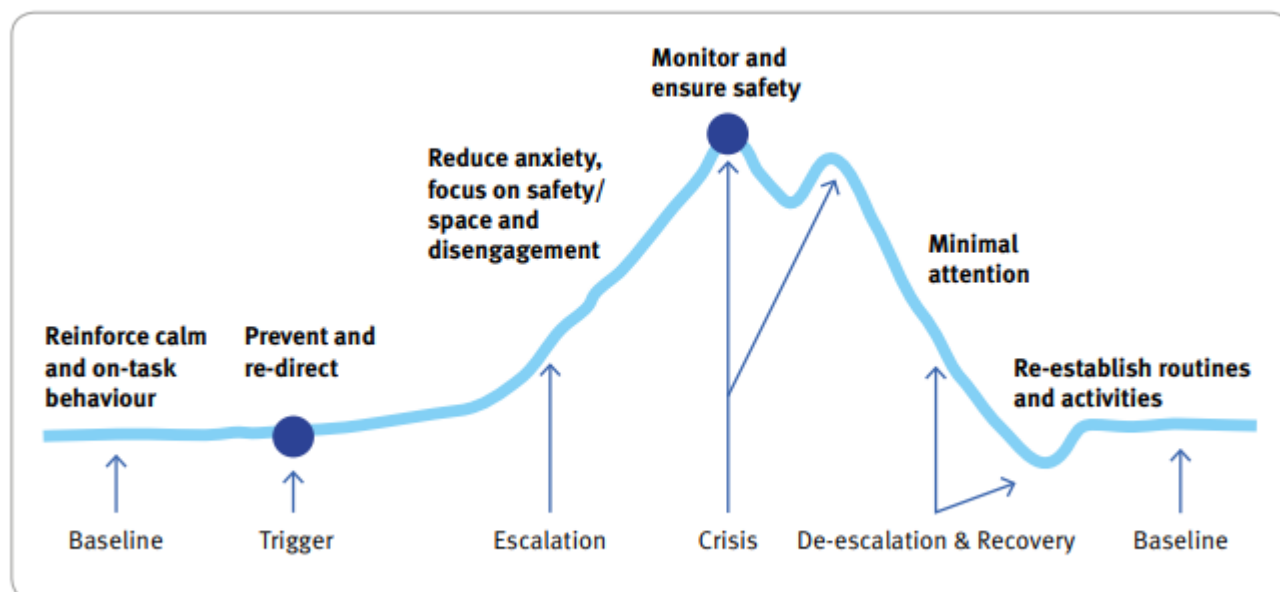 Monitor and
ensure safety
Reduce anxiety,
focus on safety/
space and
disengagement
Minimal
attention
Reinforce calm
and on-task
behaviour
Prevent and
re-direct
Re-establish routines
and activities
Baseline
Trigger
Escalation
Crisis
De-escalation & Recovery
Baseline